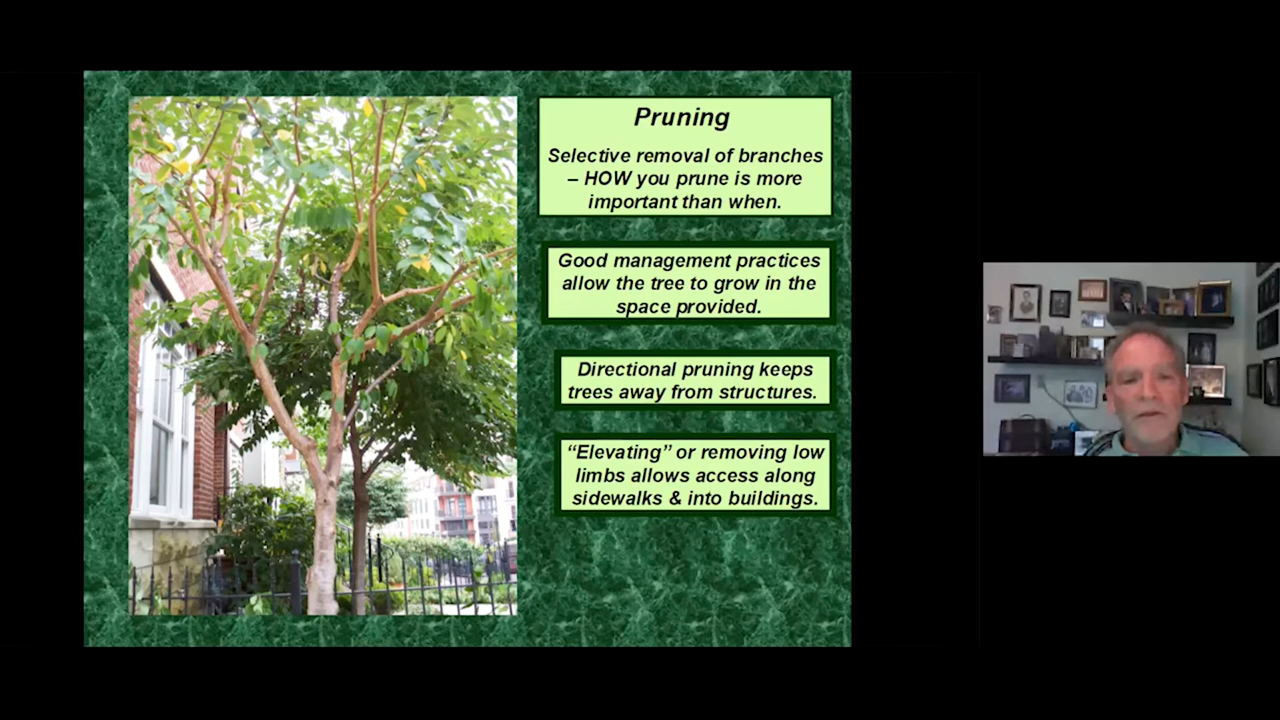 Pruning
Selective removal of branches
– HOW you prune is more
important than when.
Good management practices
allow the tree to grow in the
space provided.
Directional pruning keeps
trees away from structures.
“Elevating” or removing low
limbs allows access along
sidewalks & into buildings.